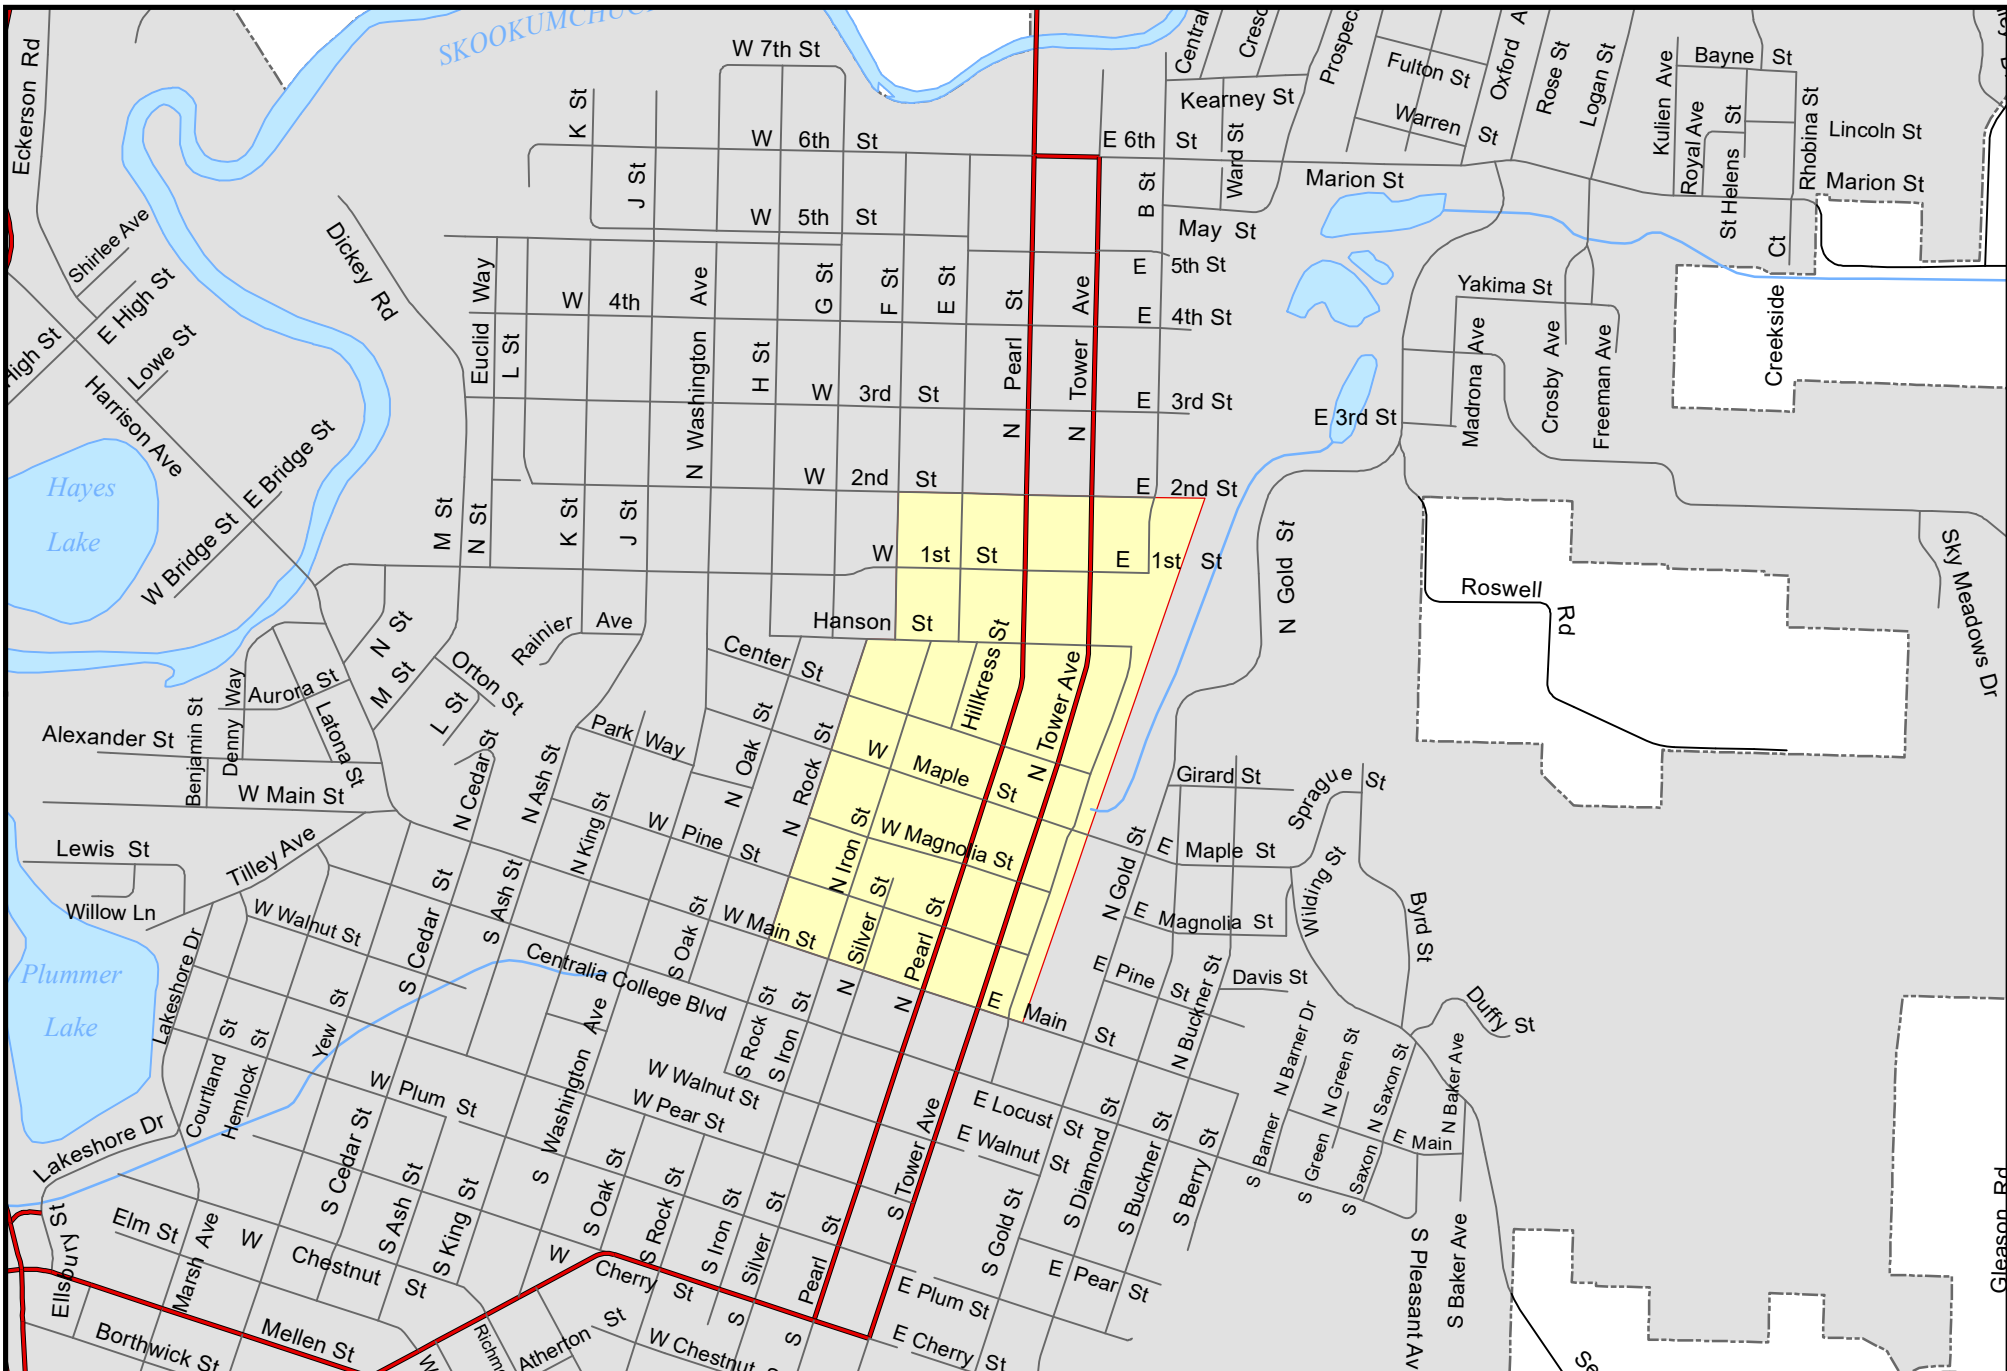 SKOOKUMCHUCK
W 7th St
Central
Cresc
Prospec
Fulton St
Oxford A
Rose St
Logan St
Bayne St
Kulien Ave
Eckerson Rd
K St
Kearney St
Warren St
Royal Ave
St Helens St
Rhobina St
Lincoln St
W 6th St
E 6th St
Ward St
J St
Marion St
Marion St
B St
W 5th St
May St
Shirlee Ave
Dickey Rd
E 5th St
E High St
Lowe St
High St
Harrison Ave
Euclid Way
L St
W 4th
N Washington Ave
H St
G St
F St
E St
N Pearl St
N Tower Ave
E 4th St
Yakima St
Madrona Ave
Crosby Ave
Freeman Ave
Creekside Ct
W 3rd St
E 3rd St
E 3rd St
Hayes
Lake
E Bridge St
W Bridge St
M St
N St
K St
J St
W 2nd St
E 2nd St
N Gold St
W 1st St
E 1st St
Roswell Rd
Sky Meadows Dr
Hanson St
Rainier Ave
N St
M St
Orton St
L St
Center St
Hillkress St
N Tower Ave
Aurora St
Latona St
Denny Way
Benjamin St
Alexander St
W Main St
N Cedar St
N Ash St
Park Way
N Oak St
N Rock St
W Maple St
Girard St
Sprague St
Lewis St
Tilley Ave
Willow Ln
N King St
W Pine St
N Iron St
W Magnolia St
N Gold St
E Maple St
Wilding St
Byrd St
W Walnut St
S Cedar St
S Ash St
S Oak St
W Main St
N Silver St
N Pearl St
E Magnolia St
Plummer
Lake
Lakeshore Dr
Centralia College Blvd
E Pine St
N Buckner St
Davis St
Duffy St
E Main St
Yew St
Courtland St
Hemlock St
S Washington Ave
S Rock St
S Iron St
N Barner Dr
N Green St
N Saxon St
N Baker Ave
Lakeshore Dr
W Plum St
W Walnut St
W Pear St
E Locust St
E Walnut St
S Diamond St
S Buckner St
S Berry St
S Barner
S Green
S Saxon
E Main
S Cedar St
S Ash St
S King St
S Oak St
S Rock St
S Iron St
S Silver St
S Pearl St
S Tower Ave
S Gold St
Ellsbury St
Elm St
Marsh Ave
W Chestnut St
W Cherry St
E Plum St
E Pear St
S Pleasant Av
S Baker Ave
Gleason Rd
Borthwick St
Mellen St
W
Richm
Atherton St
W Chestnut S
E Cherry St
Se